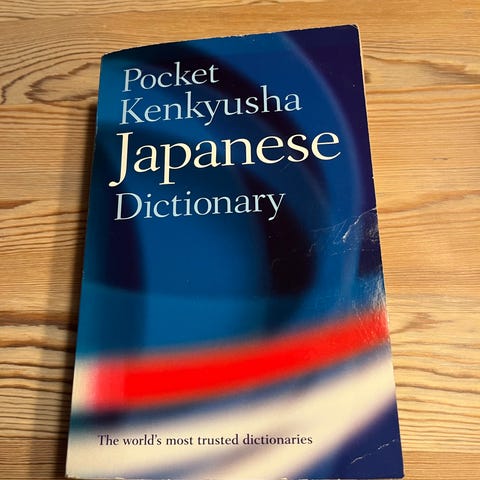 Pocket
Kenkyusha
Japanese
Dictionary
The world's most trusted dictionaries